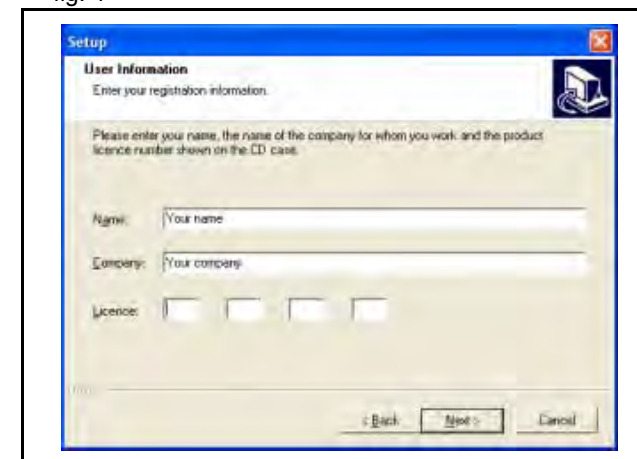 Setup
User Information
Enter your registration information.
Please enter your name, the name of the company for whom you work and the product
licence number shown on the CD case.
Name: Your name
Company: Your company
Licence:
< Back Next > Cancel